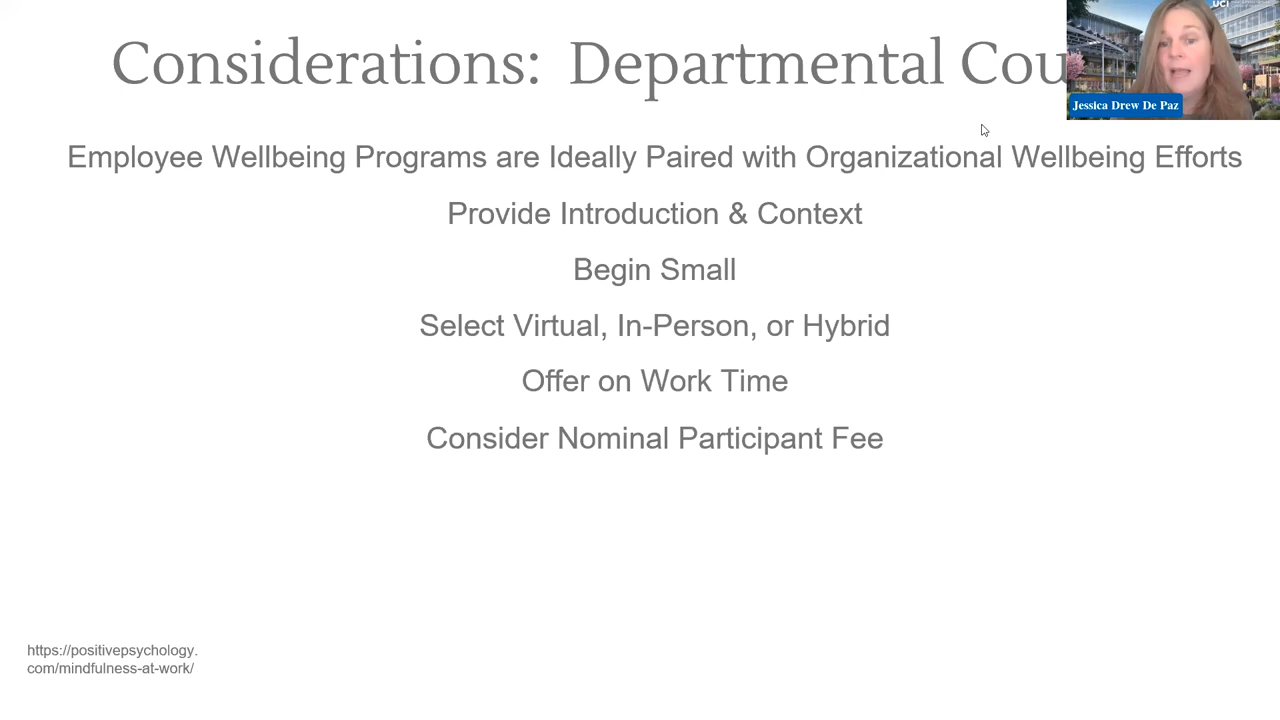 Considerations: Departmental Cou
UCI
Jessica Drew De Paz
Employee Wellbeing Programs are Ideally Paired with Organizational Wellbeing Efforts
Provide Introduction & Context
Begin Small
Select Virtual, In-Person, or Hybrid
Offer on Work Time
Consider Nominal Participant Fee
https://positivepsychology.
com/mindfulness-at-work/